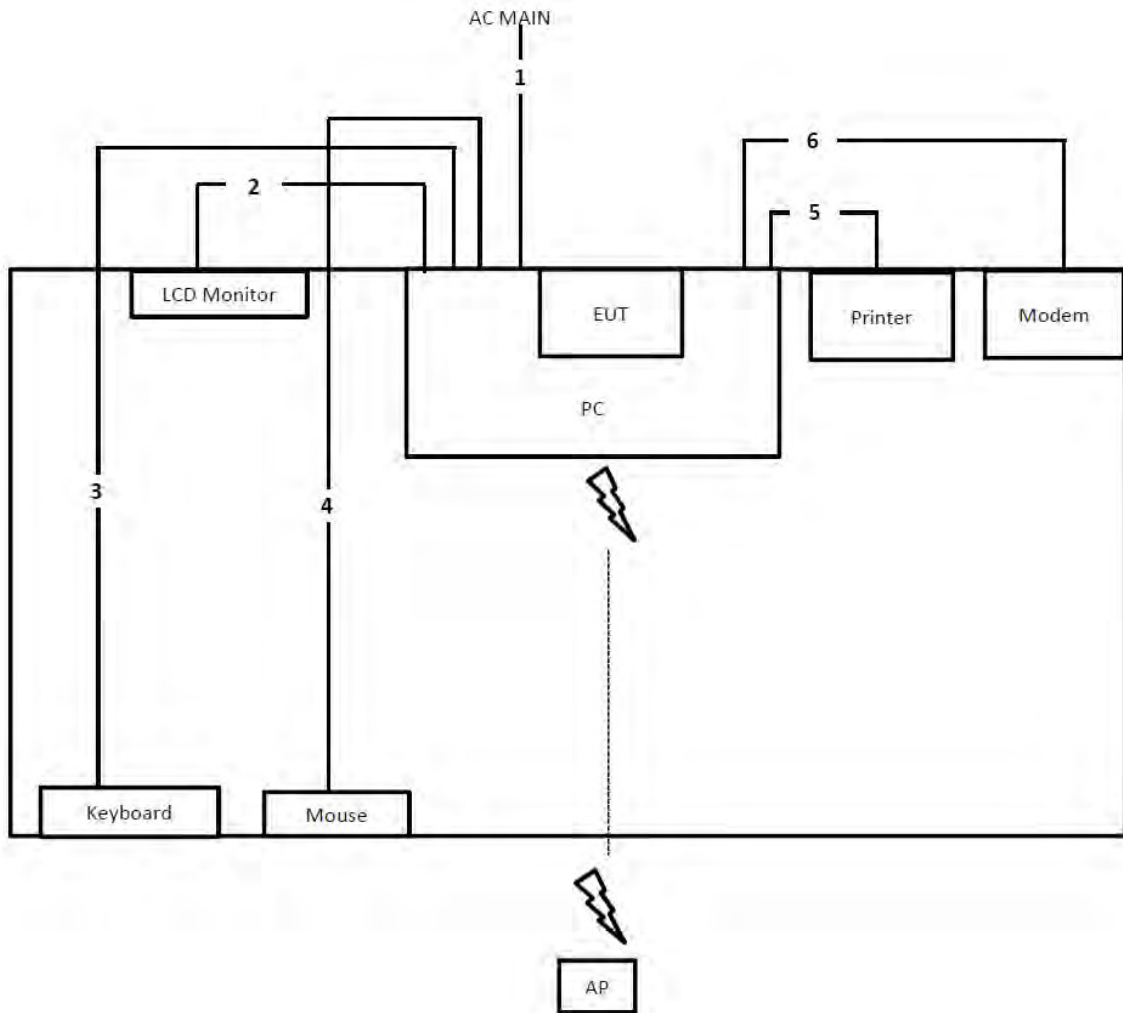 AC MAIN
1
6
2
5
LCD Monitor
EUT
Printer
Modem
PC
3
4
Keyboard
Mouse
AP